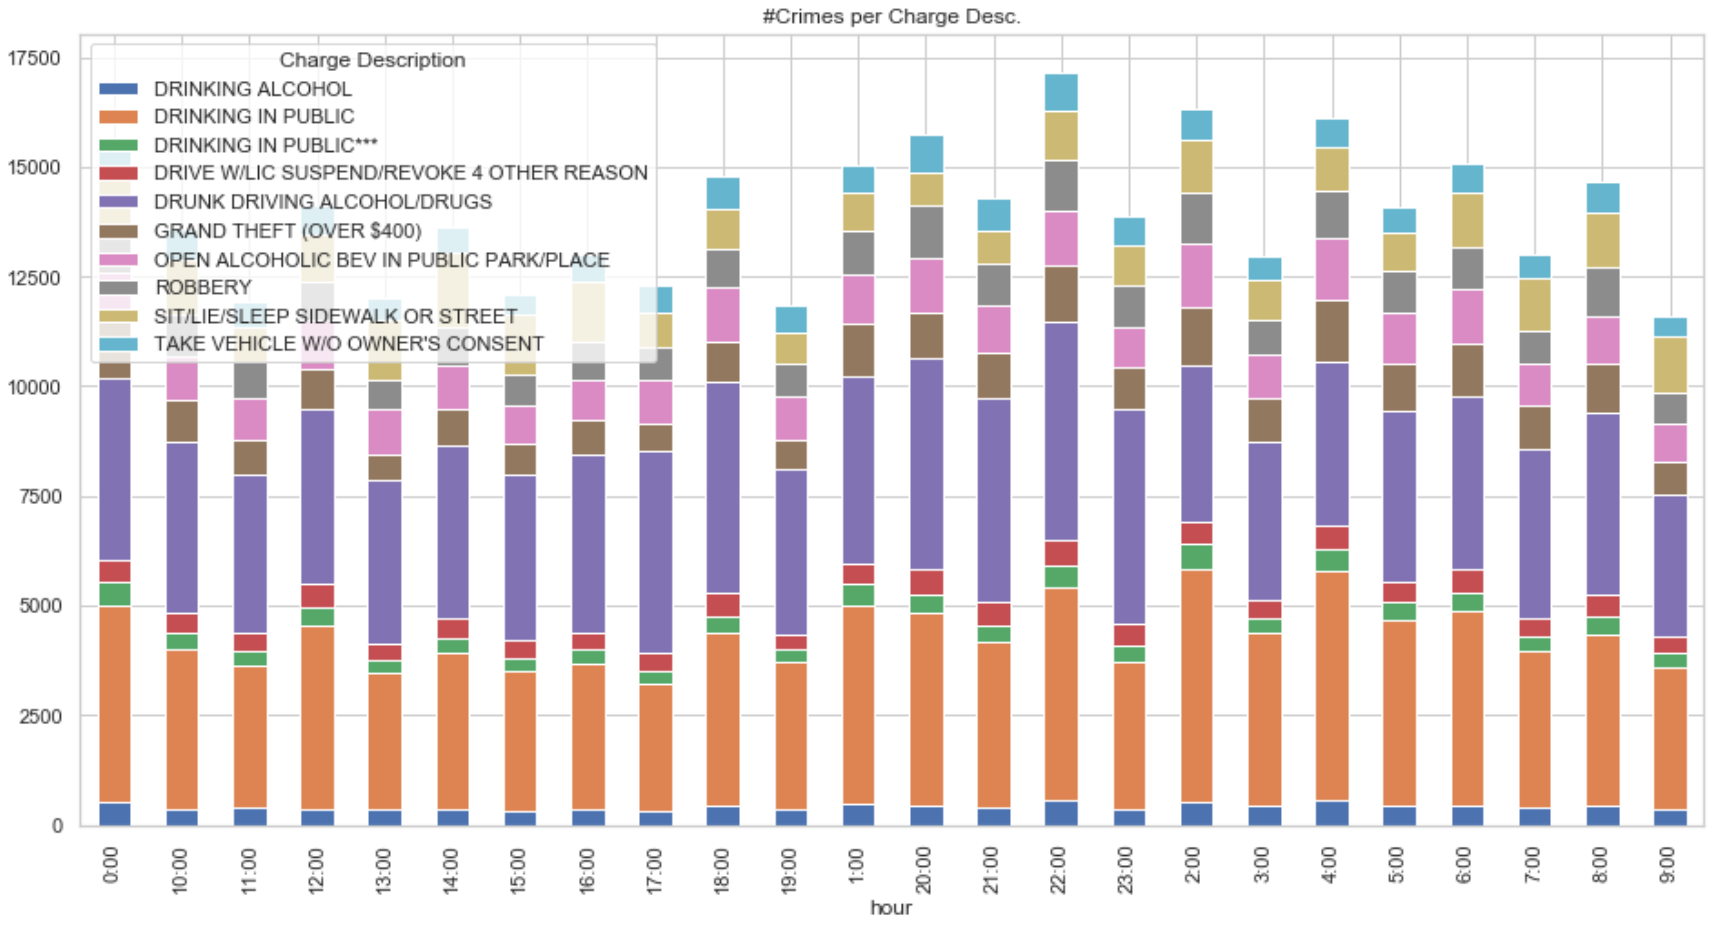 #Crimes per Charge Desc.
17500
15000
12500
10000
7500
5000
2500
0
Charge Description
DRINKING ALCOHOL
DRINKING IN PUBLIC
DRINKING IN PUBLIC***
DRIVE W/LIC SUSPEND/REVOKE 4 OTHER REASON
DRUNK DRIVING ALCOHOL/DRUGS
GRAND THEFT (OVER $400)
OPEN ALCOHOLIC BEV IN PUBLIC PARK/PLACE
ROBBERY
SIT/LIE/SLEEP SIDEWALK OR STREET
TAKE VEHICLE W/O OWNER'S CONSENT
0:00
10:00
11:00
12:00
13:00
14:00
15:00
16:00
17:00
18:00
19:00
1:00
20:00
21:00
22:00
23:00
2:00
3:00
4:00
5:00
6:00
7:00
8:00
9:00
hour